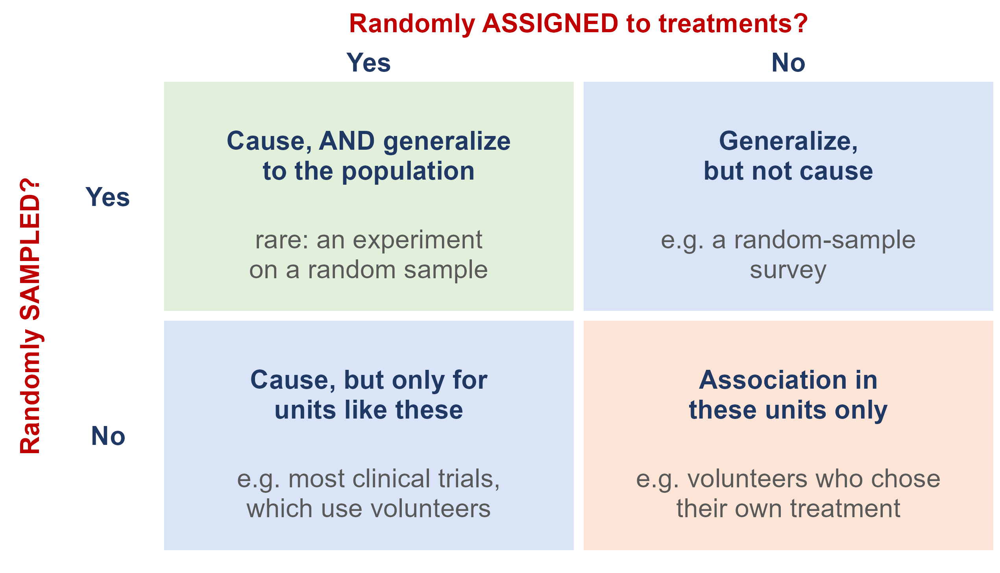 Randomly ASSIGNED to treatments?
Yes
No
Randomly SAMPLED?
Yes
Cause, AND generalize
to the population
rare: an experiment
on a random sample
Generalize,
but not cause
e.g. a random-sample
survey
No
Cause, but only for
units like these
e.g. most clinical trials,
which use volunteers
Association in
these units only
e.g. volunteers who chose
their own treatment